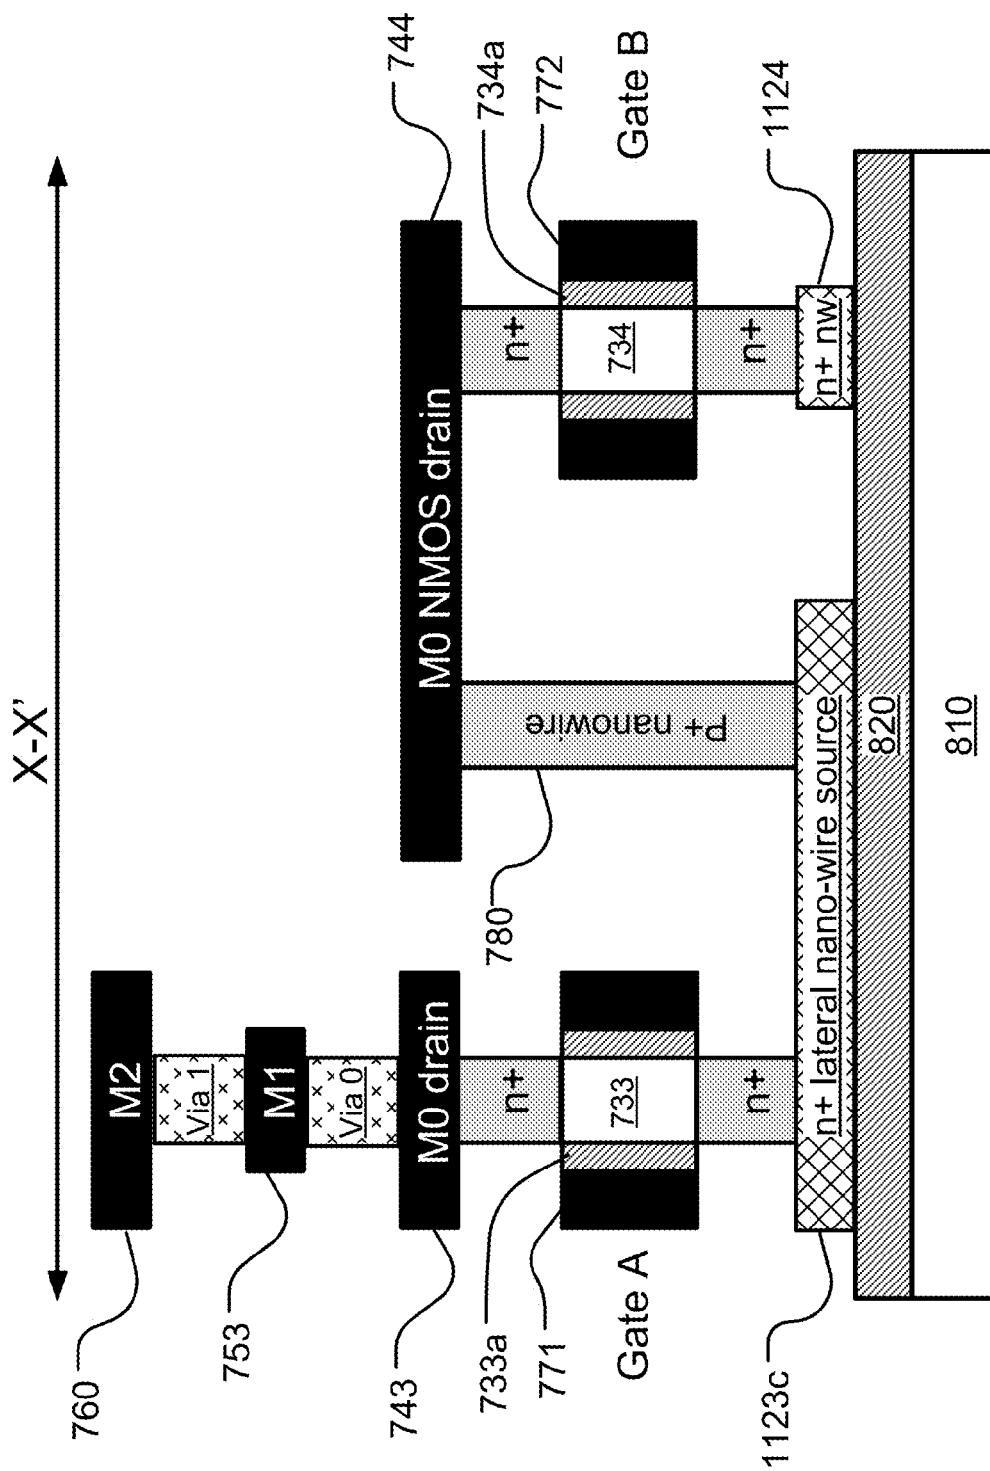 X-X'
760
M2
Via 1
753
M1
Via 0
743
M0 drain
744
M0 NMOS drain
n+
n+
733a
733
771
Gate A
734a
734
772
Gate B
780
P+ nanowire
n+
n+
1123c
n+ lateral nano-wire source
n+ nw
1124
820
810